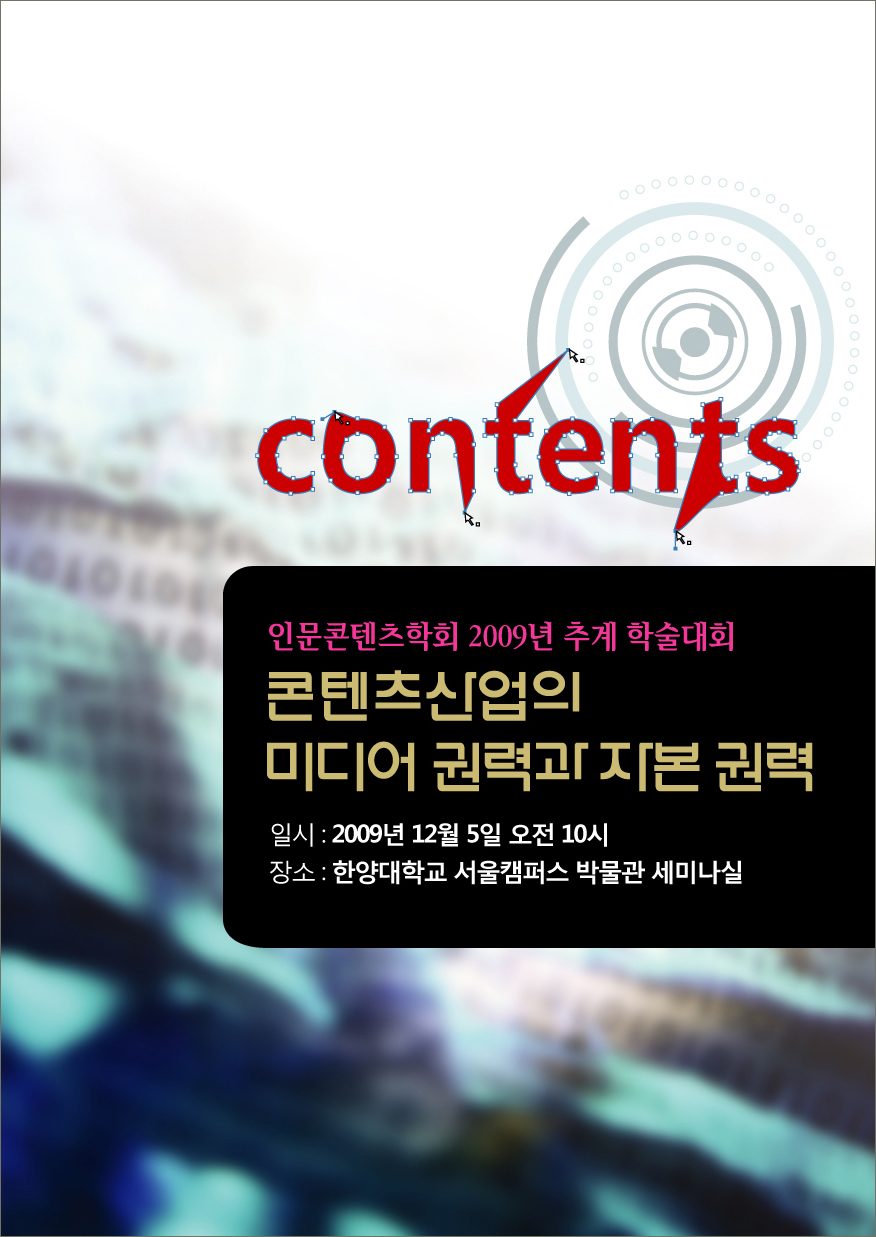 contents
인문콘텐츠학회 2009년 추계 학술대회
콘텐츠산업의
미디어 권력과 자본 권력
일시 : 2009년 12월 5일 오전 10시
장소 : 한양대학교 서울캠퍼스 박물관 세미나실